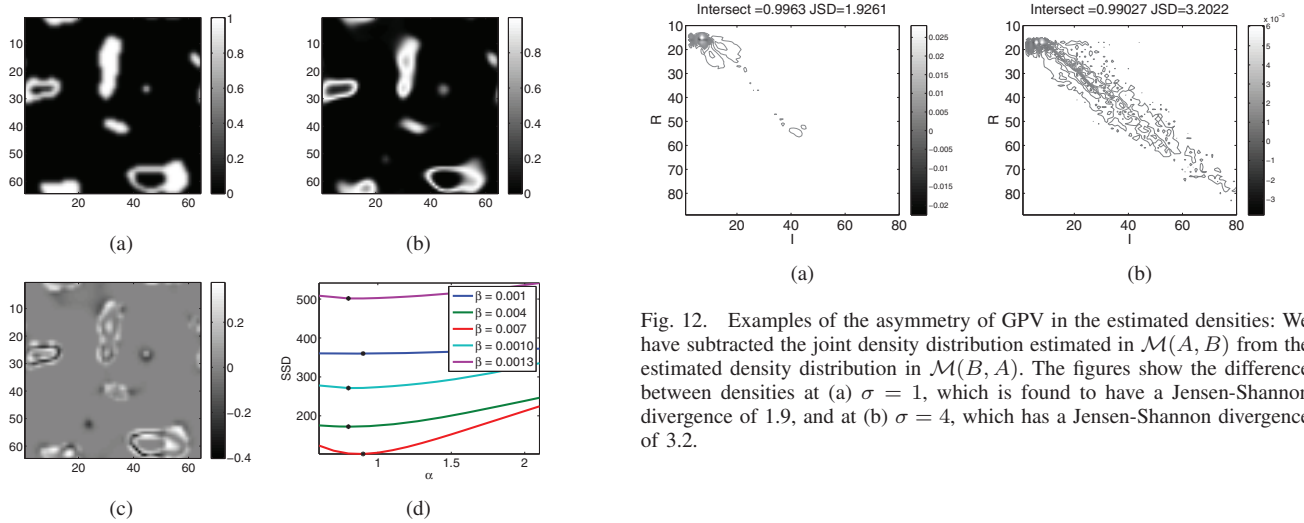 1
0.8
0.6
0.4
0.2
0
10
20
30
40
50
60
20 40 60
(a)
0.8
0.6
0.4
0.2
0
10
20
30
40
50
60
20 40 60
(b)
0.2
0
−0.2
−0.4
10
20
30
40
50
60
20 40 60
(c)
500
400
300
200
SSD
1 1.5 2
α
β = 0.001
β = 0.004
β = 0.007
β = 0.0010
β = 0.0013
(d)
Intersect =0.9963 JSD=1.9261
10
20
30
40
50
60
70
80
R
20 40 60 80
I
0.025
0.02
0.015
0.01
0.005
0
−0.005
−0.01
−0.015
−0.02
(a)
Intersect =0.99027 JSD=3.2022
10
20
30
40
50
60
70
80
R
20 40 60 80
I
x 10⁻³
6
5
4
3
2
1
0
−1
−2
−3
(b)
Fig. 12. Examples of the asymmetry of GPV in the estimated densities: We
have subtracted the joint density distribution estimated in M(A, B) from the
estimated density distribution in M(B, A). The figures show the difference
between densities at (a) σ = 1, which is found to have a Jensen-Shannon
divergence of 1.9, and at (b) σ = 4, which has a Jensen-Shannon divergence
of 3.2.